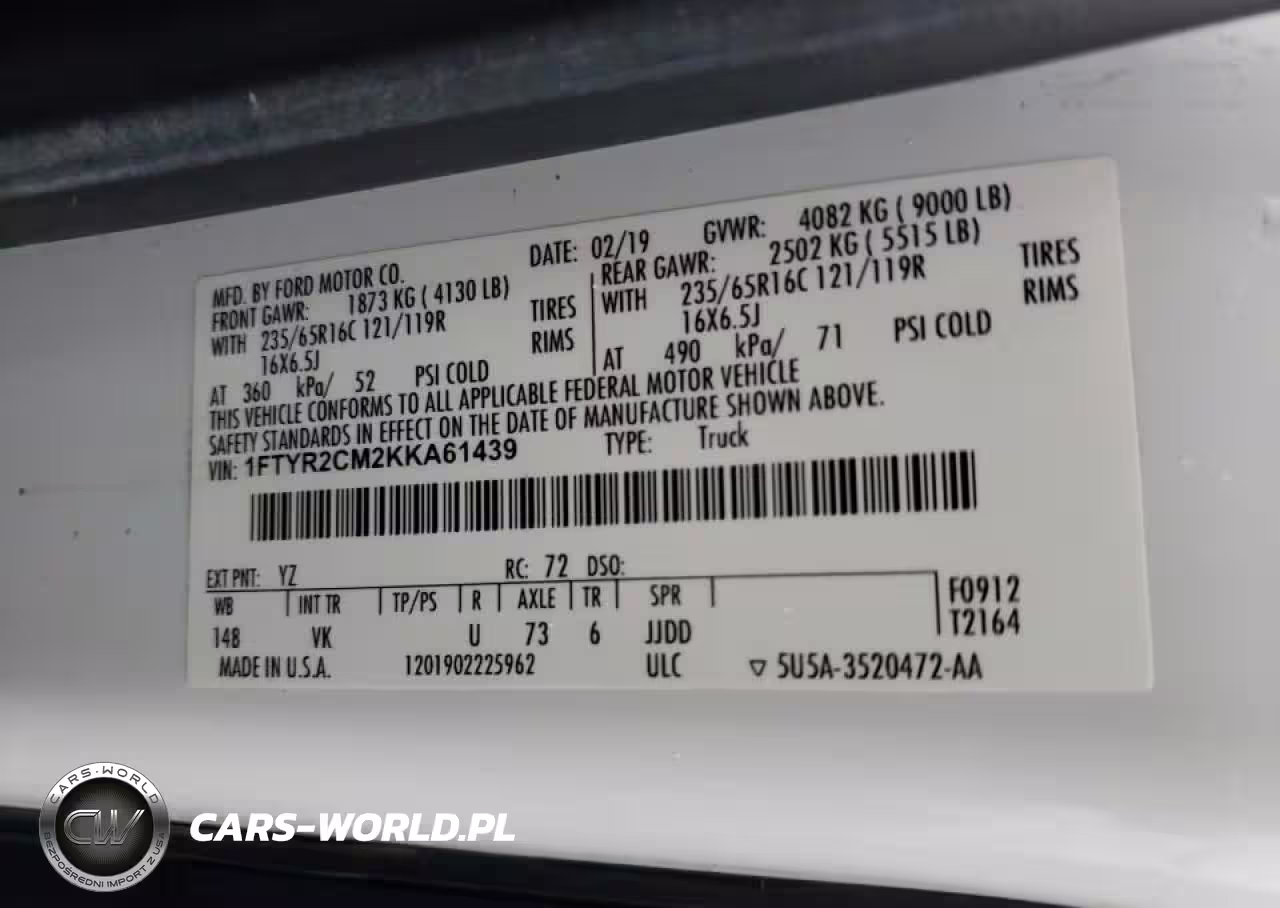 DATE: 02/19 GVWR: 4082 KG ( 9000 LB)
MFD. BY FORD MOTOR CO.
FRONT GAWR: 1873 KG ( 4130 LB)
WITH 235/65R16C 121/119R TIRES
16X6.5J RIMS
AT 360 kPa/ 52 PSI COLD
REAR GAWR: 2502 KG ( 5515 LB)
WITH 235/65R16C 121/119R TIRES
16X6.5J RIMS
AT 490 kPa/ 71 PSI COLD
THIS VEHICLE CONFORMS TO ALL APPLICABLE FEDERAL MOTOR VEHICLE
SAFETY STANDARDS IN EFFECT ON THE DATE OF MANUFACTURE SHOWN ABOVE.
VIN: 1FTYR2CM2KKA61439 TYPE: Truck
EXT PNT: YZ RC: 72 DSO:
WB INT TR TP/PS R AXLE TR SPR F0912
148 VK U 73 6 JJDD T2164
MADE IN U.S.A. 1201902225962 ULC ▽ 5U5A-3520472-AA
CARS-WORLD
CW
BEZPOŚREDNI IMPORT Z USA
CARS-WORLD.PL